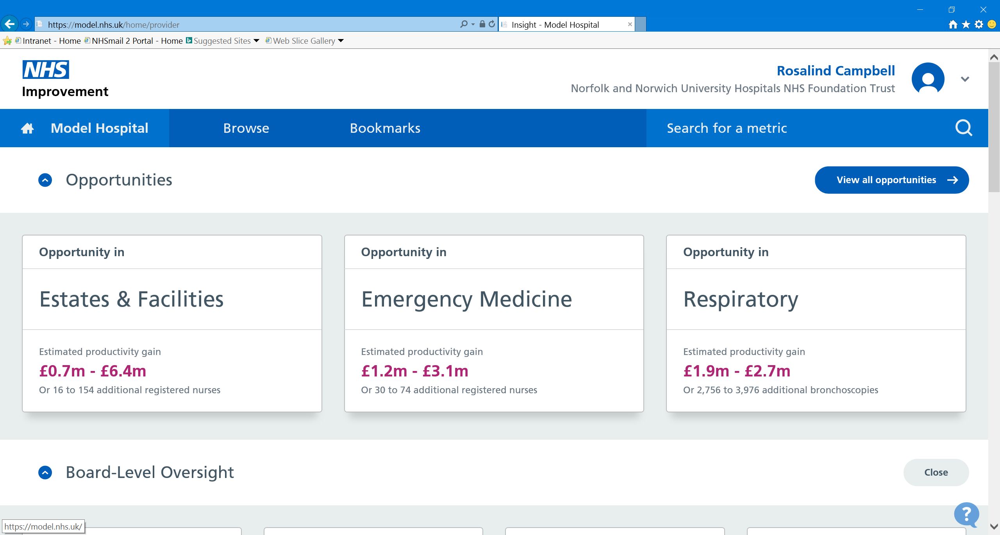 https://model.nhs.uk/home/provider
Insight - Model Hospital
Intranet - Home
NHSmail 2 Portal - Home
Suggested Sites
Web Slice Gallery
NHS
Improvement
Rosalind Campbell
Norfolk and Norwich University Hospitals NHS Foundation Trust
Model Hospital
Browse
Bookmarks
Search for a metric
Opportunities
View all opportunities
Opportunity in
Estates & Facilities
Estimated productivity gain
£0.7m - £6.4m
Or 16 to 154 additional registered nurses
Opportunity in
Emergency Medicine
Estimated productivity gain
£1.2m - £3.1m
Or 30 to 74 additional registered nurses
Opportunity in
Respiratory
Estimated productivity gain
£1.9m - £2.7m
Or 2,756 to 3,976 additional bronchoscopies
Board-Level Oversight
Close
?
https://model.nhs.uk/